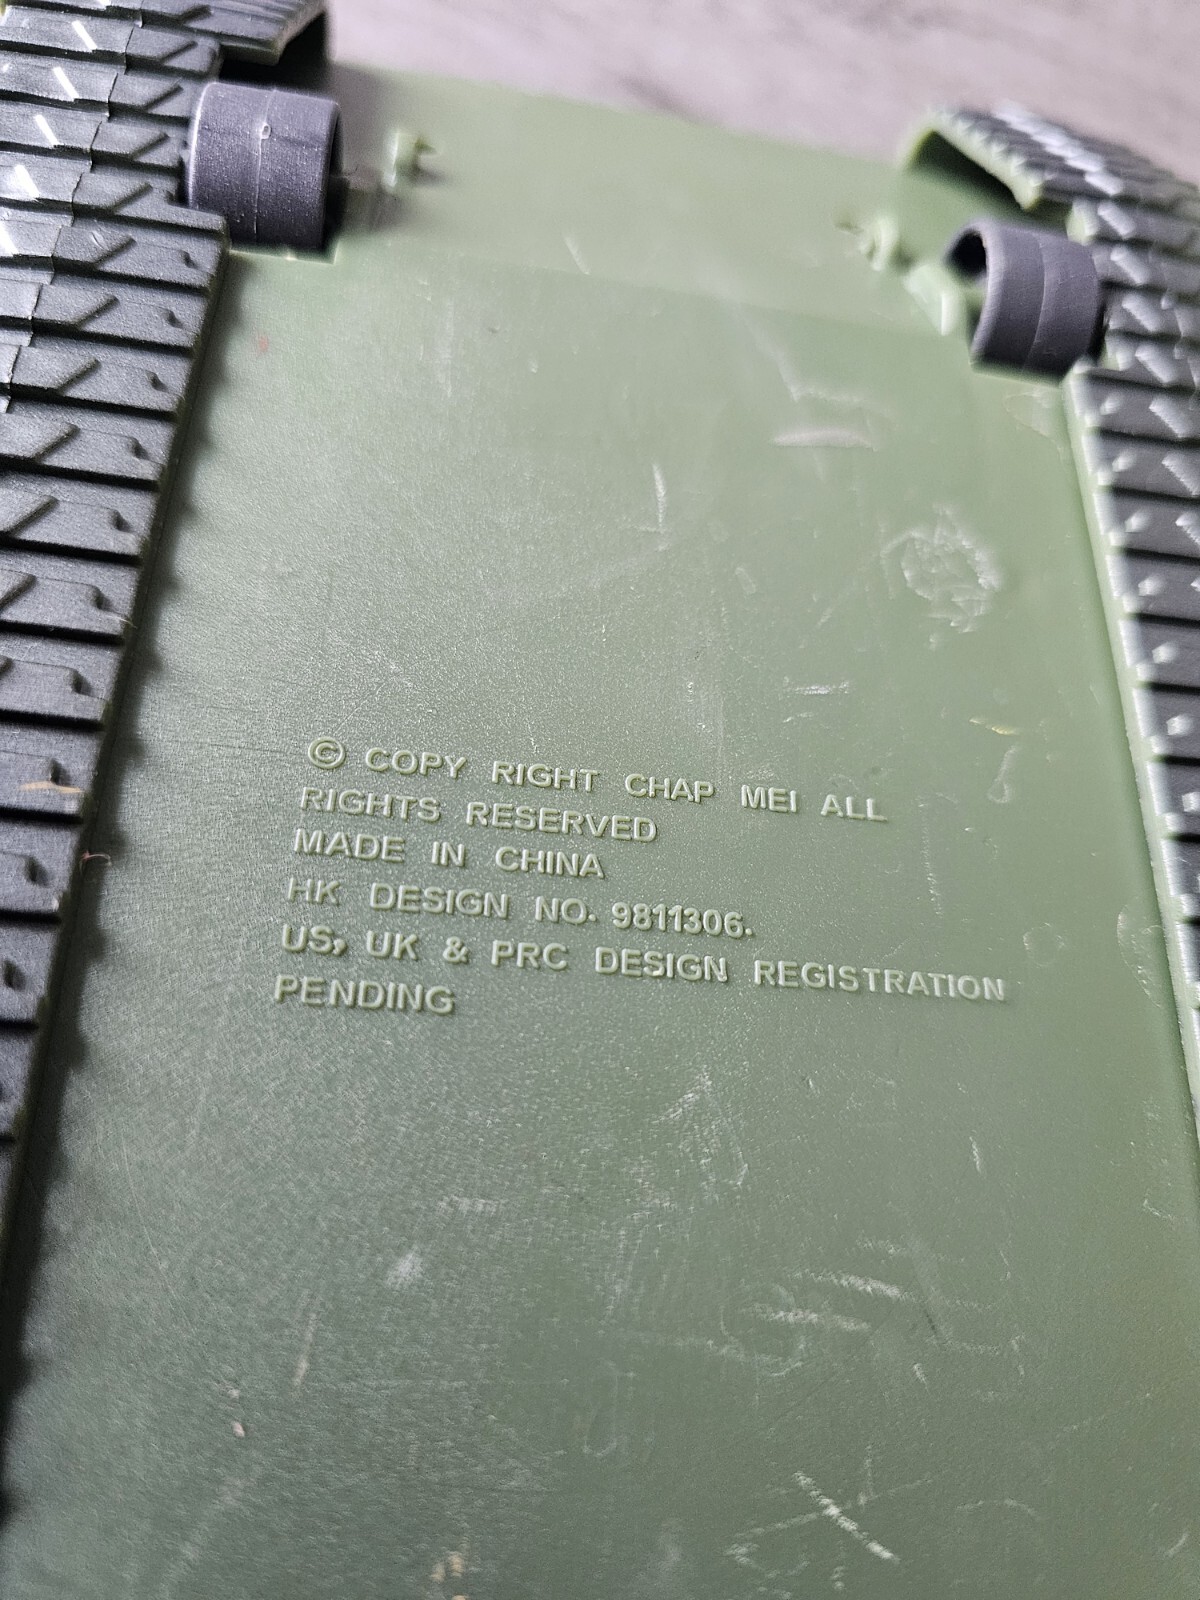 © COPY RIGHT CHAP MEI ALL
RIGHTS RESERVED
MADE IN CHINA
HK DESIGN NO. 9811306.
US, UK & PRC DESIGN REGISTRATION
PENDING